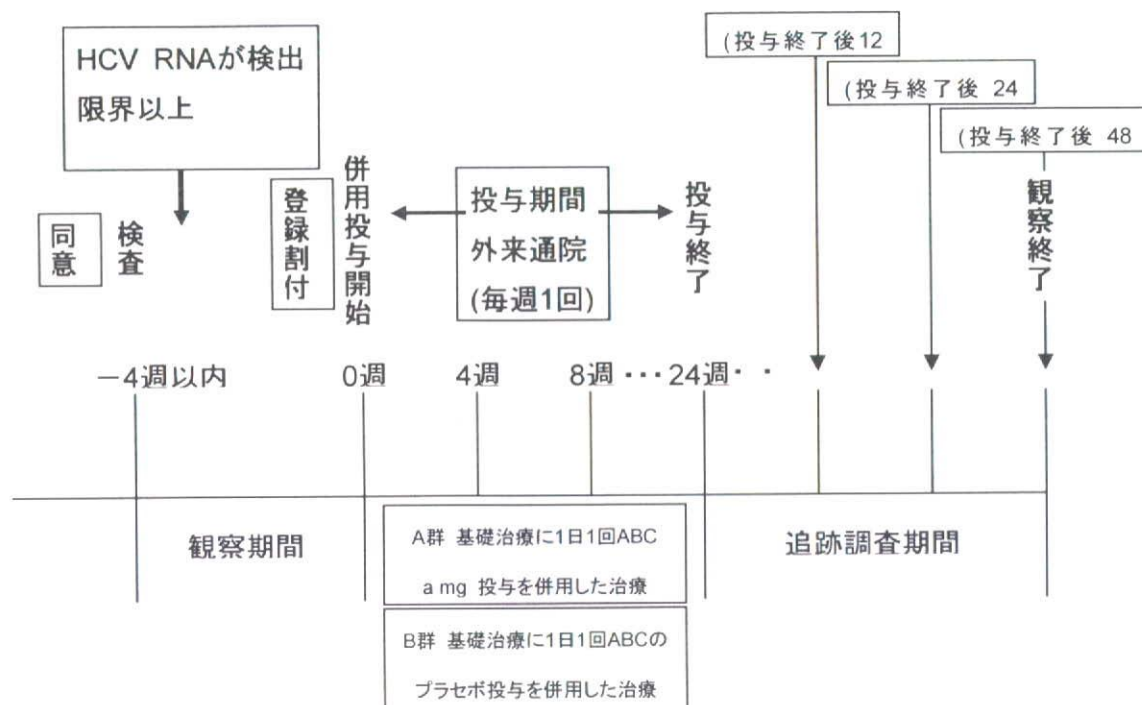 HCV RNAが検出
限界以上
(投与終了後12
(投与終了後 24
(投与終了後 48
同意
検査
登録割付
併用投与開始
投与期間
外来通院
(毎週1回)
投与終了
観察終了
－4週以内
0週
4週
8週
・・・
24週
・・
観察期間
A群 基礎治療に1日1回ABC
a mg 投与を併用した治療
B群 基礎治療に1日1回ABCの
プラセボ投与を併用した治療
追跡調査期間